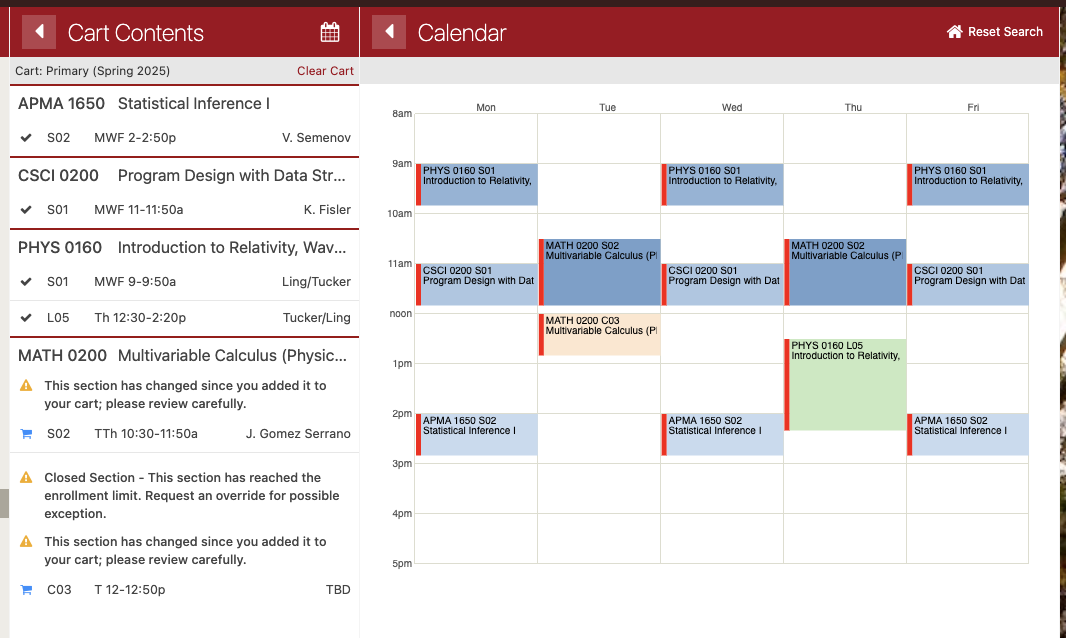 Cart Contents
Cart: Primary (Spring 2025) Clear Cart
APMA 1650 Statistical Inference I
S02 MWF 2-2:50p V. Semenov
CSCI 0200 Program Design with Data Str...
S01 MWF 11-11:50a K. Fisler
PHYS 0160 Introduction to Relativity, Wav...
S01 MWF 9-9:50a Ling/Tucker
L05 Th 12:30-2:20p Tucker/Ling
MATH 0200 Multivariable Calculus (Physic...
This section has changed since you added it to
your cart; please review carefully.
S02 TTh 10:30-11:50a J. Gomez Serrano
Closed Section - This section has reached the
enrollment limit. Request an override for possible
exception.
This section has changed since you added it to
your cart; please review carefully.
C03 T 12-12:50p TBD
Calendar Reset Search
Mon Tue Wed Thu Fri
8am
9am
PHYS 0160 S01 PHYS 0160 S01 PHYS 0160 S01
Introduction to Relativity, Introduction to Relativity, Introduction to Relativity,
10am
MATH 0200 S02 MATH 0200 S02
Multivariable Calculus (P Multivariable Calculus (P
11am
CSCI 0200 S01 CSCI 0200 S01 CSCI 0200 S01
Program Design with Dat Program Design with Dat Program Design with Dat
noon
MATH 0200 C03
Multivariable Calculus (P
PHYS 0160 L05
Introduction to Relativity,
1pm
2pm
APMA 1650 S02 APMA 1650 S02 APMA 1650 S02
Statistical Inference I Statistical Inference I Statistical Inference I
3pm
4pm
5pm